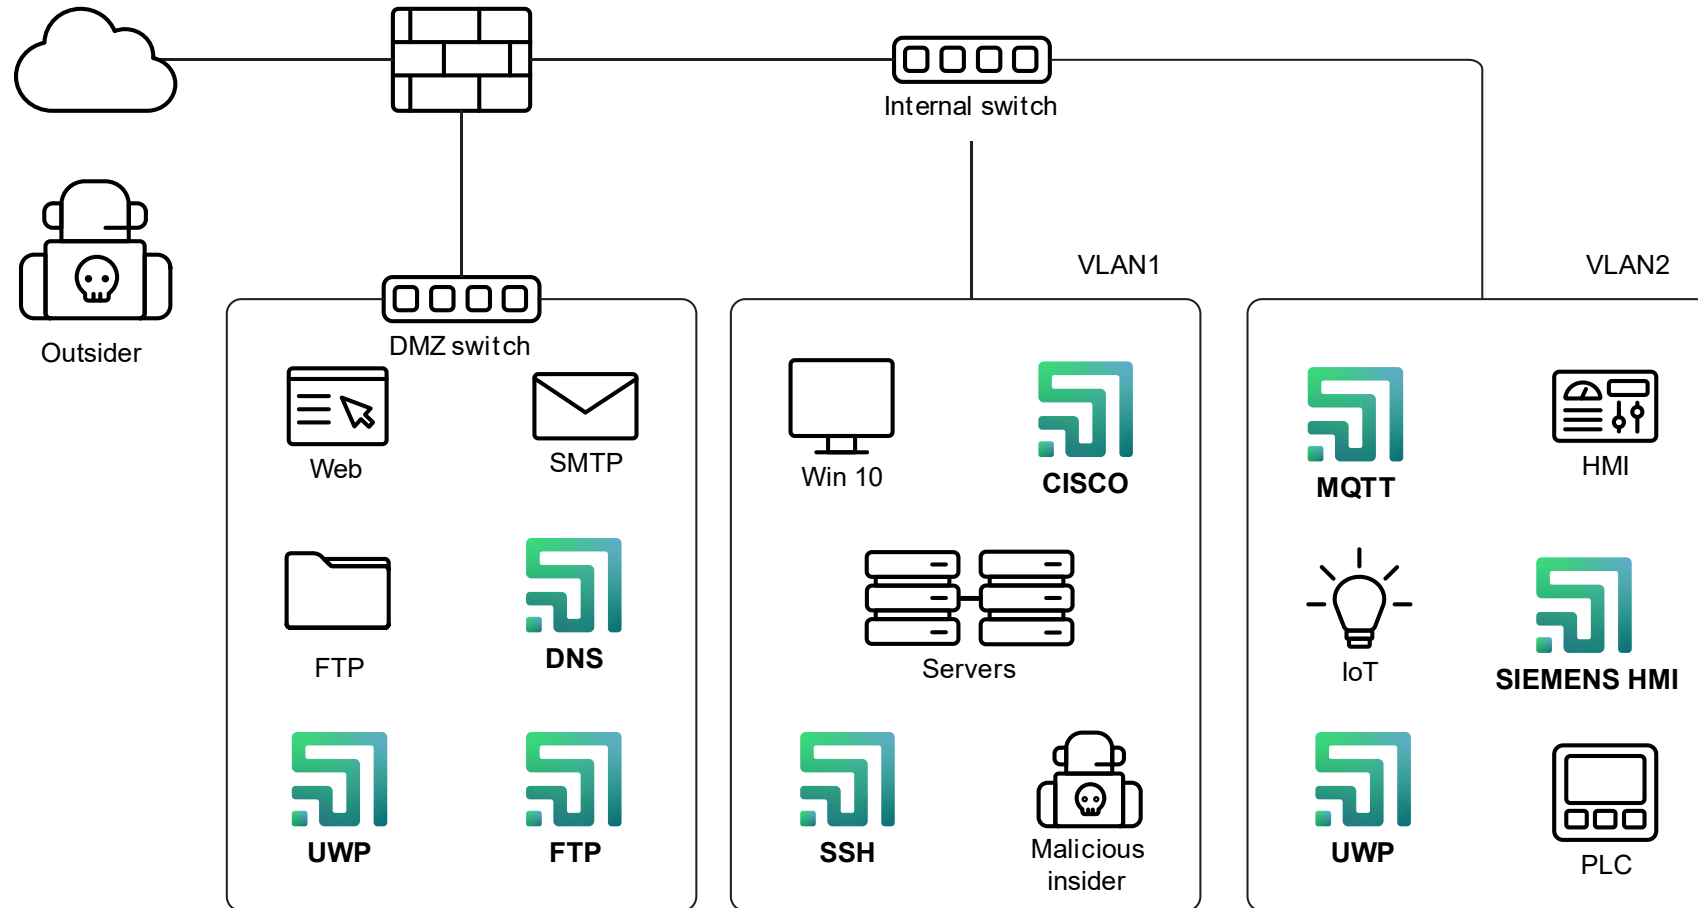 Internal switch
VLAN1
VLAN2
Outsider
DMZ switch
Web
SMTP
Win 10
CISCO
MQTT
HMI
FTP
DNS
Servers
IoT
SIEMENS HMI
UWP
FTP
SSH
Malicious
insider
UWP
PLC